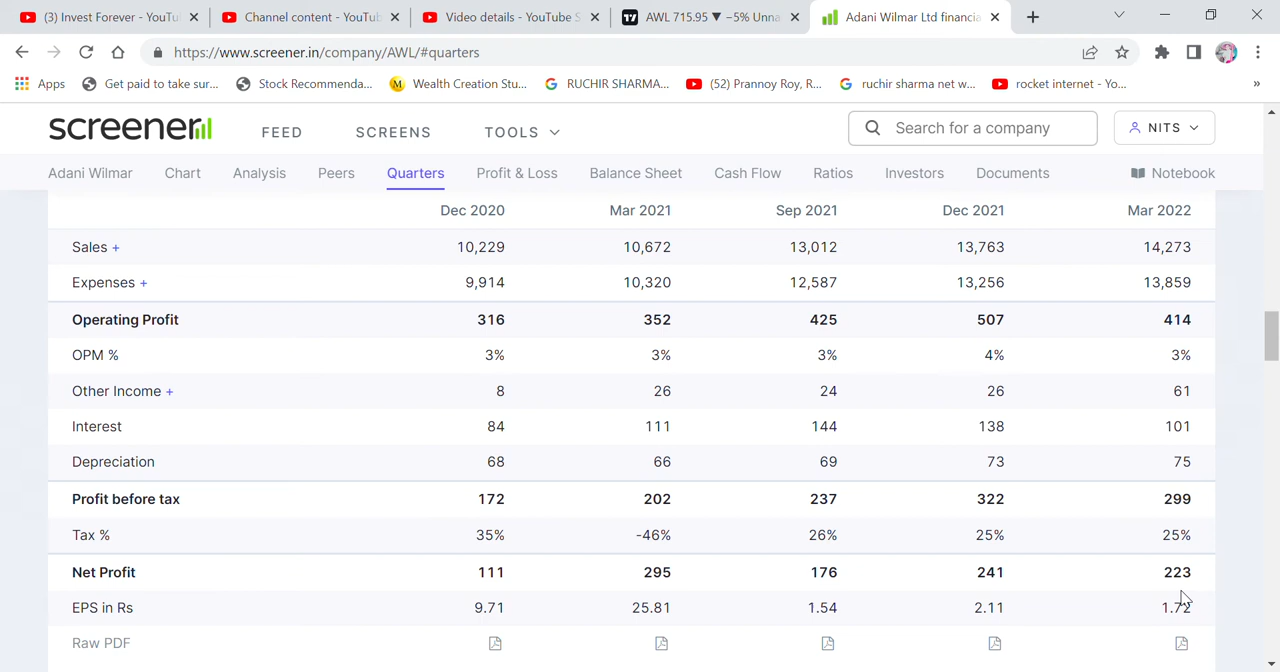 (3) Invest Forever - YouTu
Channel content - YouTub
Video details - YouTube S
AWL 715.95 ▼ −5% Unna
Adani Wilmar Ltd financia
https://www.screener.in/company/AWL/#quarters
Apps
Get paid to take sur...
Stock Recommenda...
M Wealth Creation Stu...
RUCHIR SHARMA...
(52) Prannoy Roy, R...
ruchir sharma net w...
rocket internet - Yo...
»
screener
FEED
SCREENS
TOOLS
Search for a company
NITS
Adani Wilmar
Chart
Analysis
Peers
Quarters
Profit & Loss
Balance Sheet
Cash Flow
Ratios
Investors
Documents
Notebook
Dec 2020 Mar 2021 Sep 2021 Dec 2021 Mar 2022
Sales + 10,229 10,672 13,012 13,763 14,273
Expenses + 9,914 10,320 12,587 13,256 13,859
Operating Profit 316 352 425 507 414
OPM % 3% 3% 3% 4% 3%
Other Income + 8 26 24 26 61
Interest 84 111 144 138 101
Depreciation 68 66 69 73 75
Profit before tax 172 202 237 322 299
Tax % 35% -46% 26% 25% 25%
Net Profit 111 295 176 241 223
EPS in Rs 9.71 25.81 1.54 2.11 1.72
Raw PDF